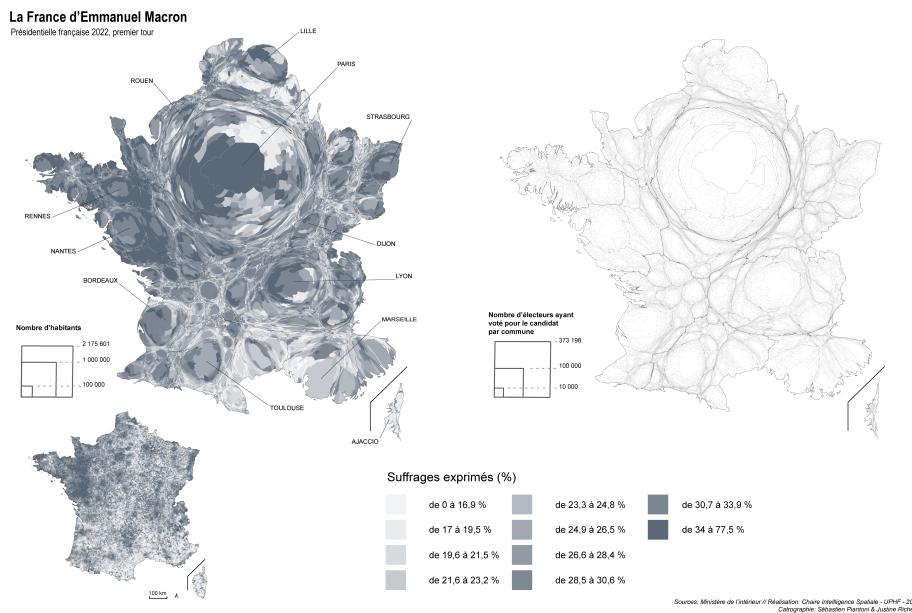 La France d'Emmanuel Macron
Présidentielle française 2022, premier tour
LILLE
PARIS
ROUEN
STRASBOURG
RENNES
NANTES
DIJON
LYON
BORDEAUX
MARSEILLE
TOULOUSE
AJACCIO
Nombre d'habitants
2 175 601
1 000 000
100 000
Nombre d'électeurs ayant
voté pour le candidat
par commune
373 198
100 000
10 000
100 km
Suffrages exprimés (%)
de 0 à 16,9 %
de 17 à 19,5 %
de 19,6 à 21,5 %
de 21,6 à 23,2 %
de 23,3 à 24,8 %
de 24,9 à 26,5 %
de 26,6 à 28,4 %
de 28,5 à 30,6 %
de 30,7 à 33,9 %
de 34 à 77,5 %
Sources: Ministère de l'intérieur // Réalisation: Chaire Intelligence Spatiale - UPHF - 20
Catrographie: Sébastien Piantoni & Justine Riche